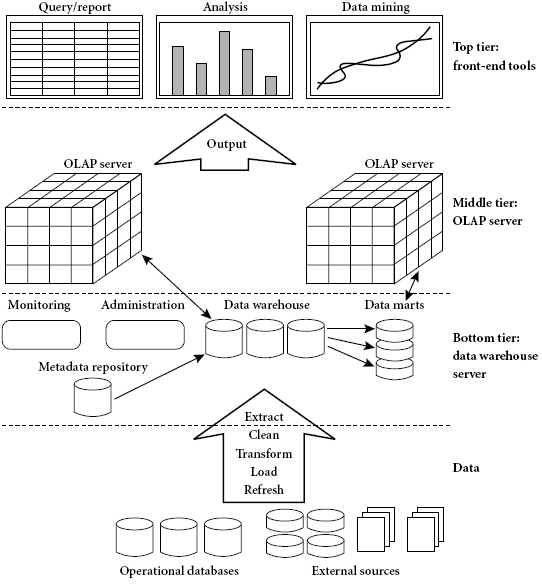 Query/report
Analysis
Data mining
Top tier:
front-end tools
Output
OLAP server
OLAP server
Middle tier:
OLAP server
Monitoring
Administration
Data warehouse
Data marts
Bottom tier:
data warehouse
server
Metadata repository
Extract
Clean
Transform
Load
Refresh
Data
Operational databases
External sources